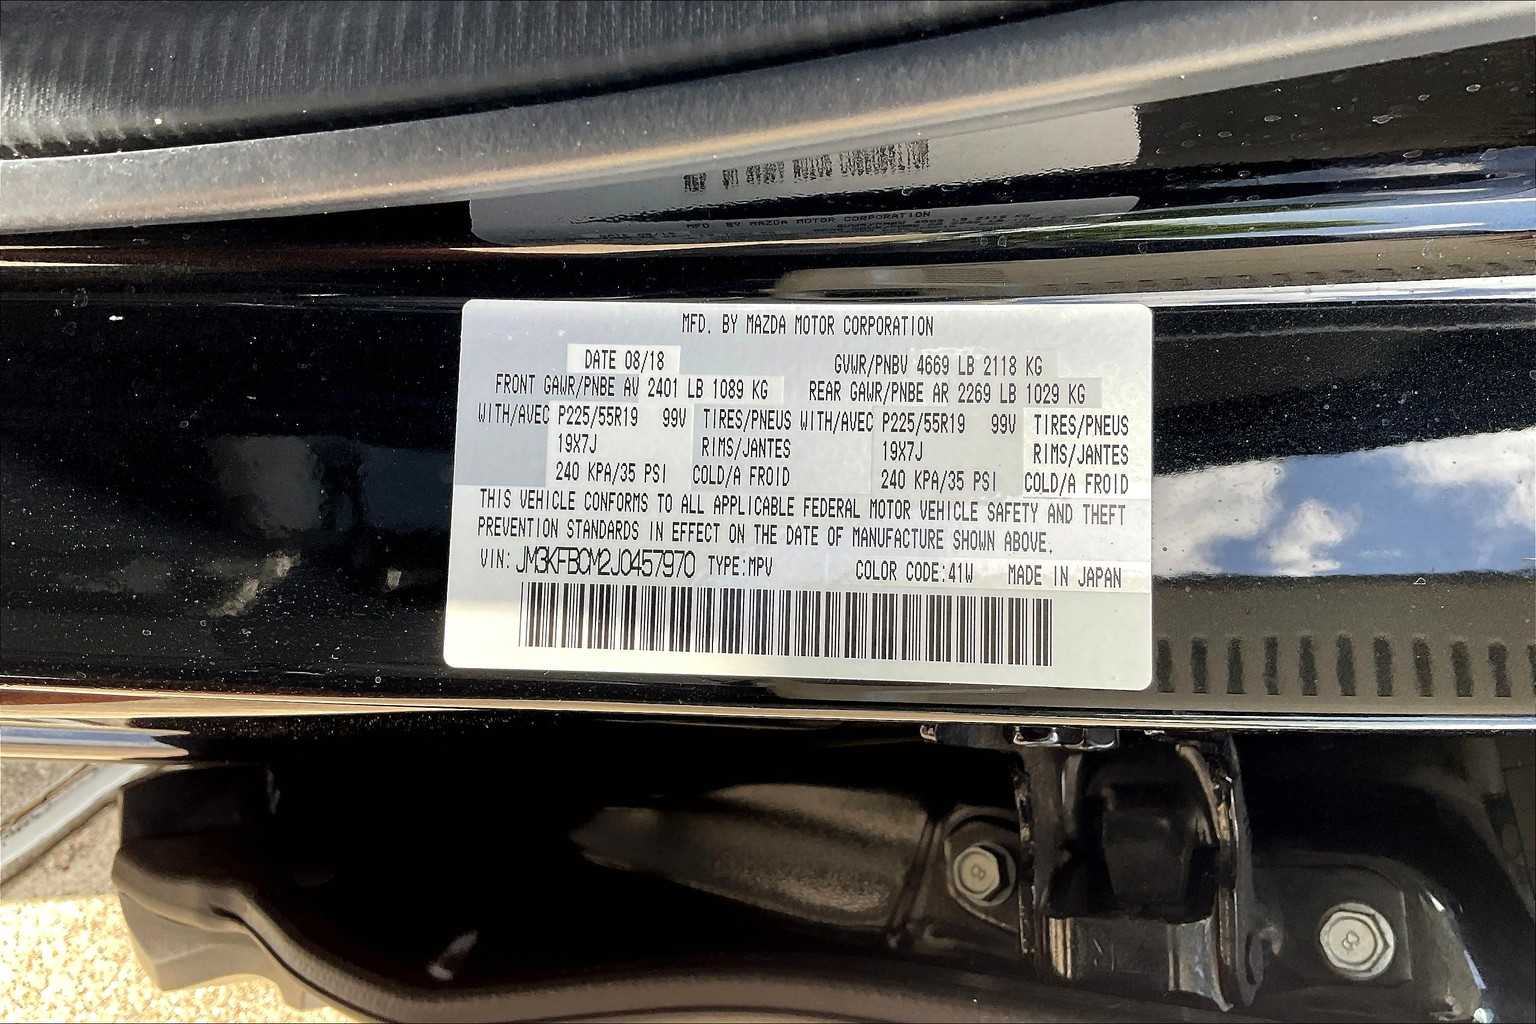 MFD. BY MAZDA MOTOR CORPORATION
DATE 08/18 GVWR/PNBV 4669 LB 2118 KG
FRONT GAWR/PNBE AV 2401 LB 1089 KG REAR GAWR/PNBE AR 2269 LB 1029 KG
WITH/AVEC P225/55R19 99V TIRES/PNEUS WITH/AVEC P225/55R19 99V TIRES/PNEUS
19X7J RIMS/JANTES 19X7J RIMS/JANTES
240 KPA/35 PSI COLD/A FROID 240 KPA/35 PSI COLD/A FROID
THIS VEHICLE CONFORMS TO ALL APPLICABLE FEDERAL MOTOR VEHICLE SAFETY AND THEFT
PREVENTION STANDARDS IN EFFECT ON THE DATE OF MANUFACTURE SHOWN ABOVE.
VIN: JM3KFBCM2J0457970 TYPE:MPV COLOR CODE:41W MADE IN JAPAN
8
8